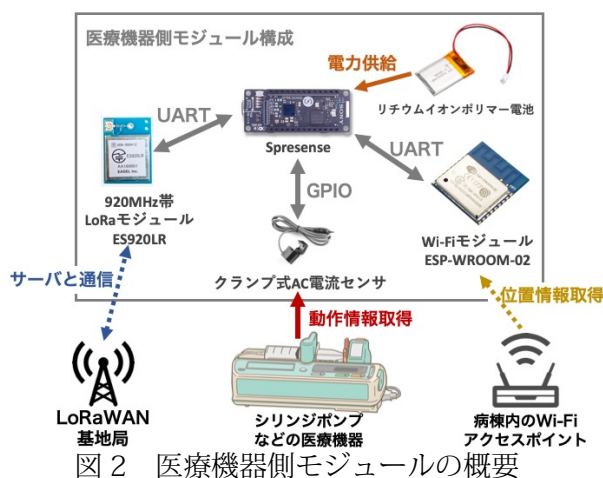 医療機器側モジュール構成
電力供給
リチウムイオンポリマー電池
UART
Spresense
UART
GPIO
920MHz帯
LoRaモジュール
ES920LR
Wi-Fiモジュール
ESP-WROOM-02
クランプ式AC電流センサ
サーバと通信
位置情報取得
動作情報取得
LoRaWAN
基地局
シリンジポンプ
などの医療機器
病棟内のWi-Fi
アクセスポイント
図2 医療機器側モジュールの概要